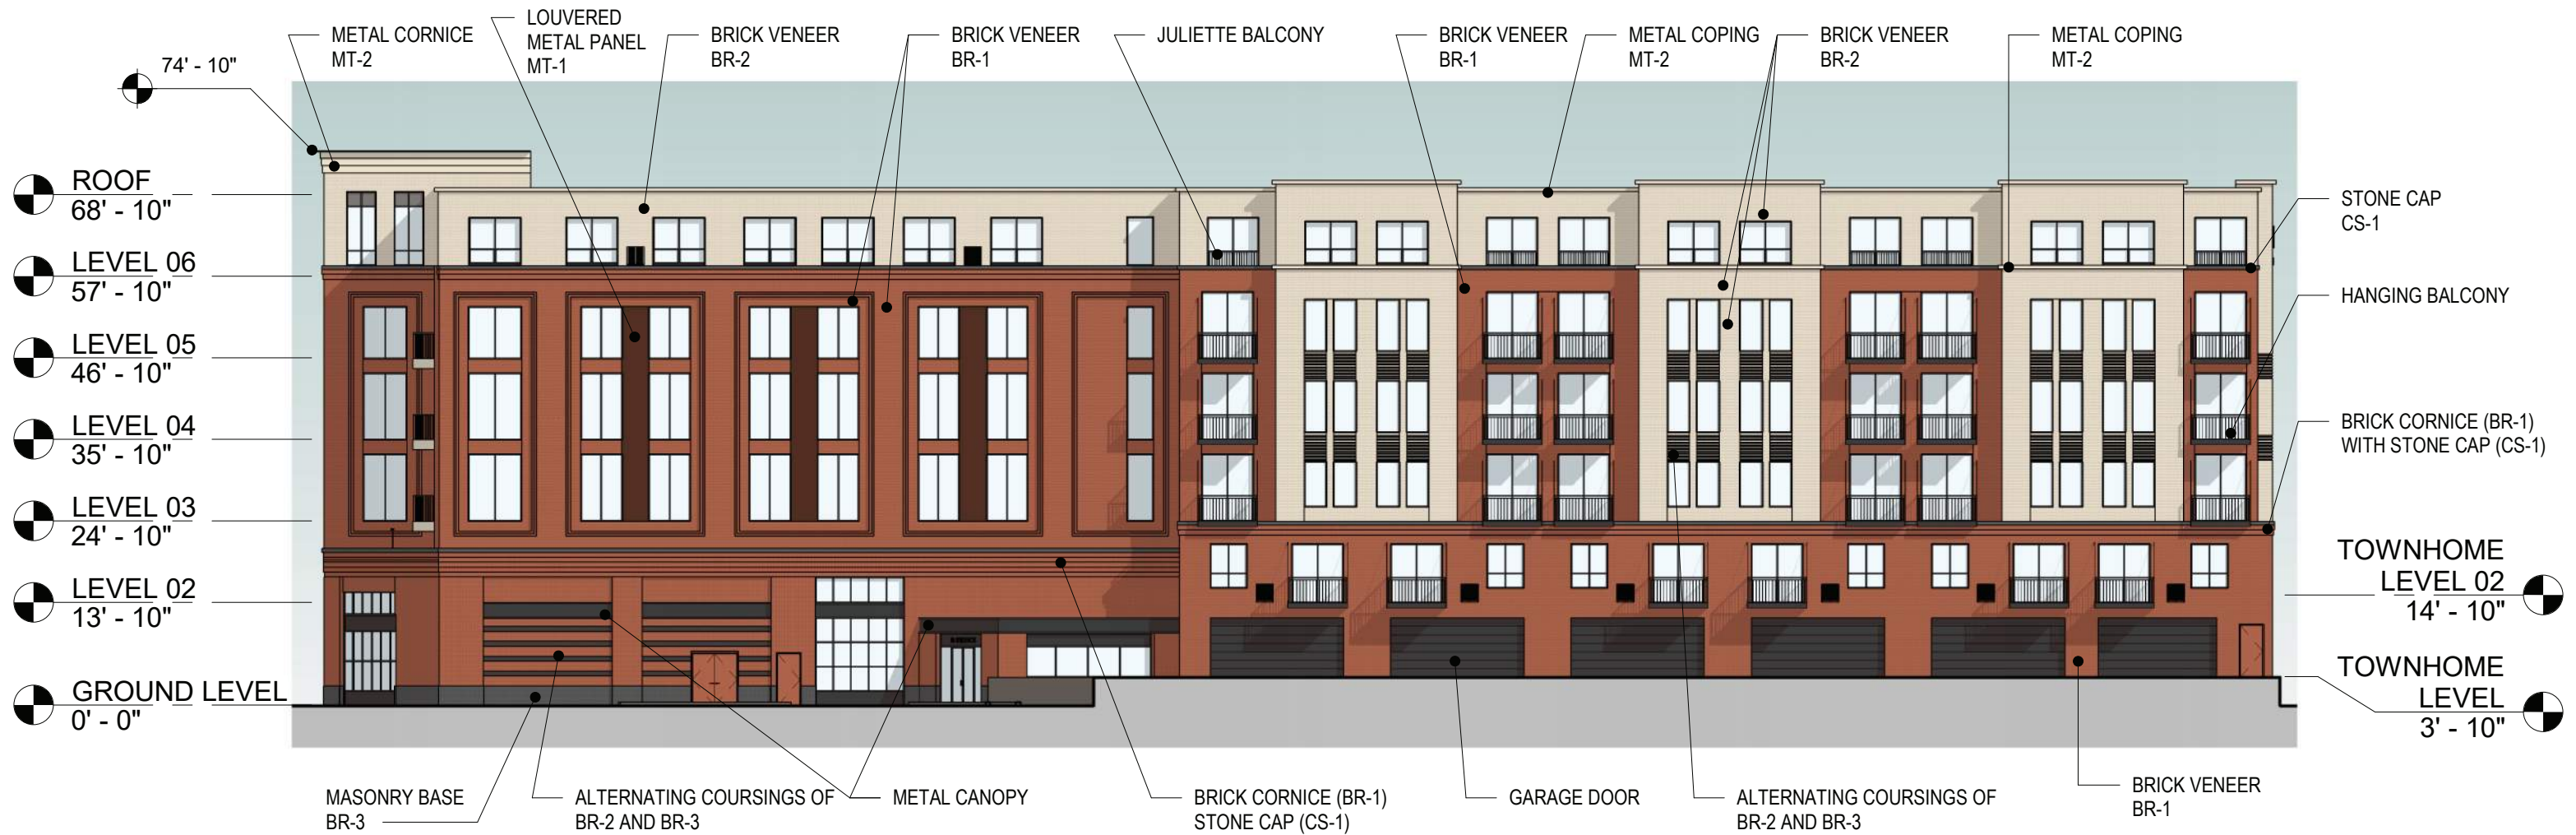 LOUVERED
METAL PANEL
MT-1
METAL CORNICE
MT-2
BRICK VENEER
BR-2
BRICK VENEER
BR-1
JULIETTE BALCONY
BRICK VENEER
BR-1
METAL COPING
MT-2
BRICK VENEER
BR-2
METAL COPING
MT-2
74' - 10"
ROOF
68' - 10"
LEVEL 06
57' - 10"
LEVEL 05
46' - 10"
LEVEL 04
35' - 10"
LEVEL 03
24' - 10"
LEVEL 02
13' - 10"
GROUND LEVEL
0' - 0"
STONE CAP
CS-1
HANGING BALCONY
BRICK CORNICE (BR-1)
WITH STONE CAP (CS-1)
TOWNHOME
LEVEL 02
14' - 10"
TOWNHOME
LEVEL
3' - 10"
MASONRY BASE
BR-3
ALTERNATING COURSINGS OF
BR-2 AND BR-3
METAL CANOPY
BRICK CORNICE (BR-1)
STONE CAP (CS-1)
GARAGE DOOR
ALTERNATING COURSINGS OF
BR-2 AND BR-3
BRICK VENEER
BR-1